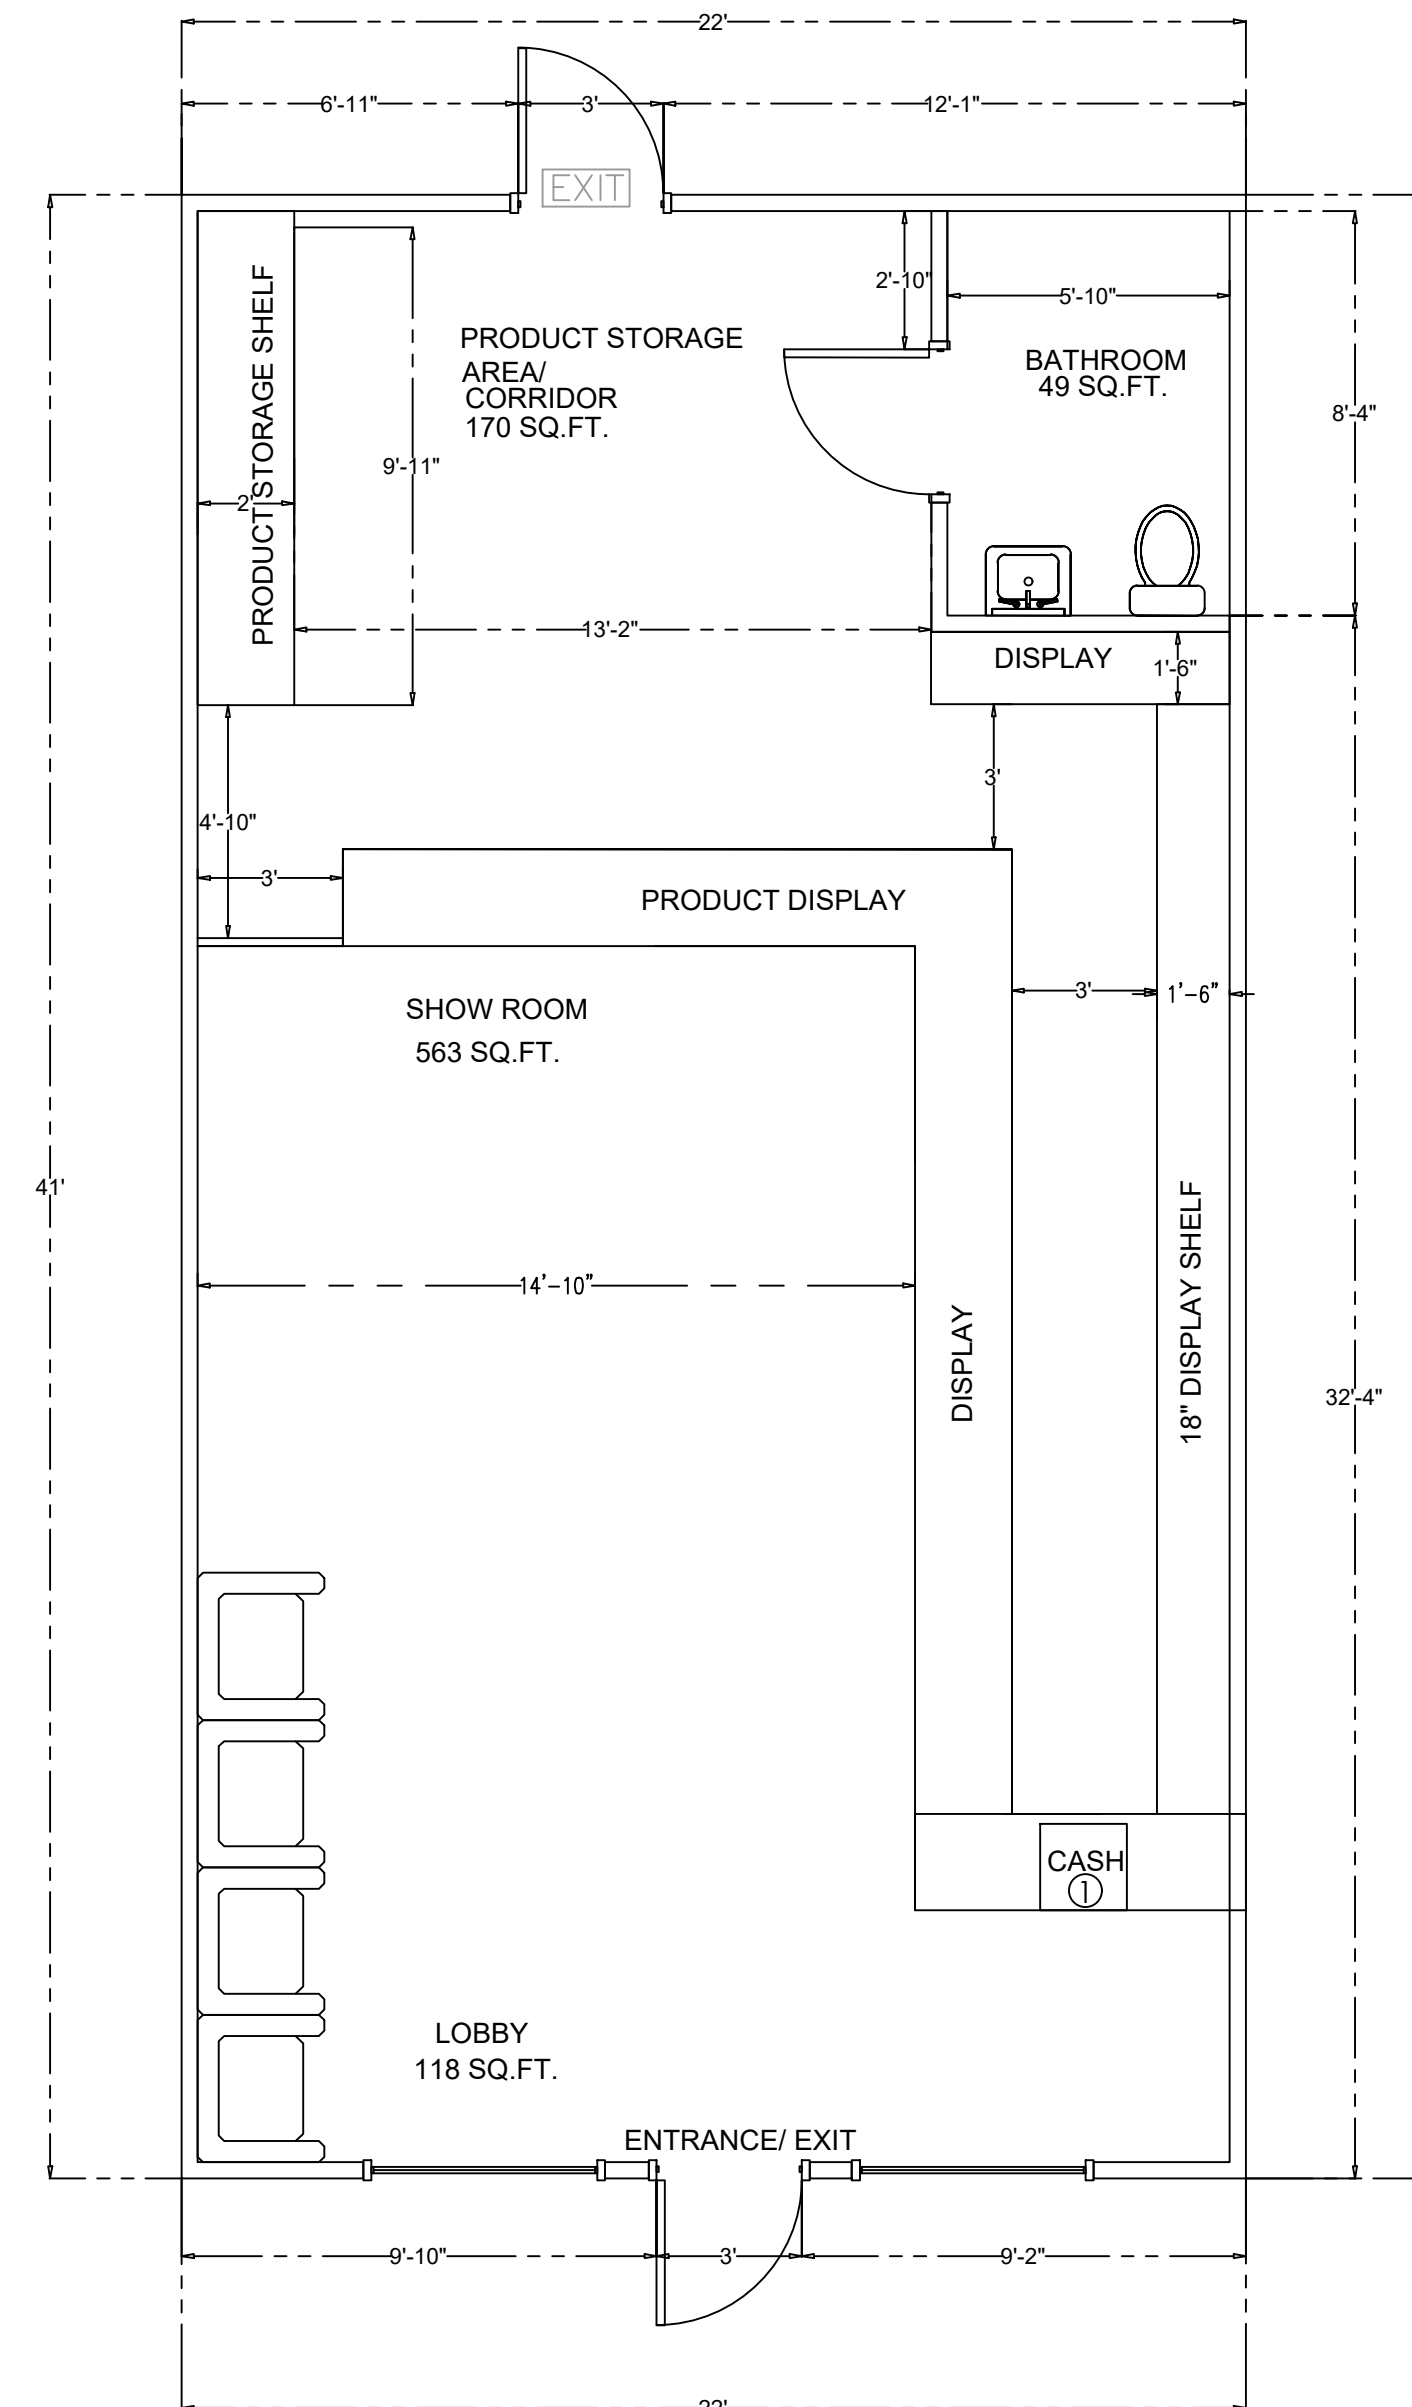 22'
6'-11"
3'
12'-1"
EXIT
2'-10"
5'-10"
PRODUCT STORAGE SHELF
PRODUCT STORAGE
AREA/
CORRIDOR
170 SQ.FT.
BATHROOM
49 SQ.FT.
8'-4"
9'-11"
2'
13'-2"
DISPLAY
1'-6"
3'
4'-10"
3'
PRODUCT DISPLAY
SHOW ROOM
563 SQ.FT.
3'
1'-6"
41'
14'-10"
DISPLAY
18" DISPLAY SHELF
32'-4"
CASH
1
LOBBY
118 SQ.FT.
ENTRANCE/ EXIT
9'-10"
3'
9'-2"